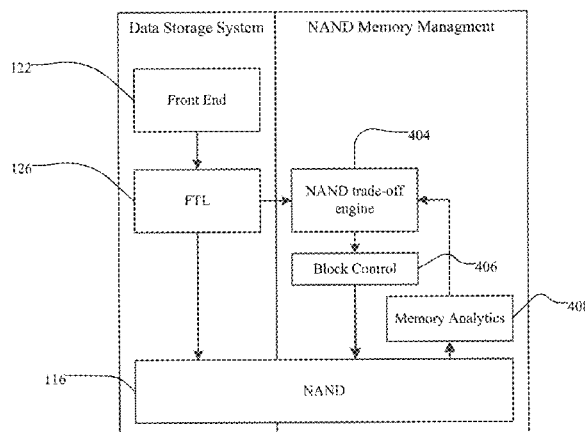 Data Storage System
NAND Memory Managment
122
Front End
404
126
FTL
NAND trade-off
engine
Block Control
406
Memory Analytics
408
116
NAND